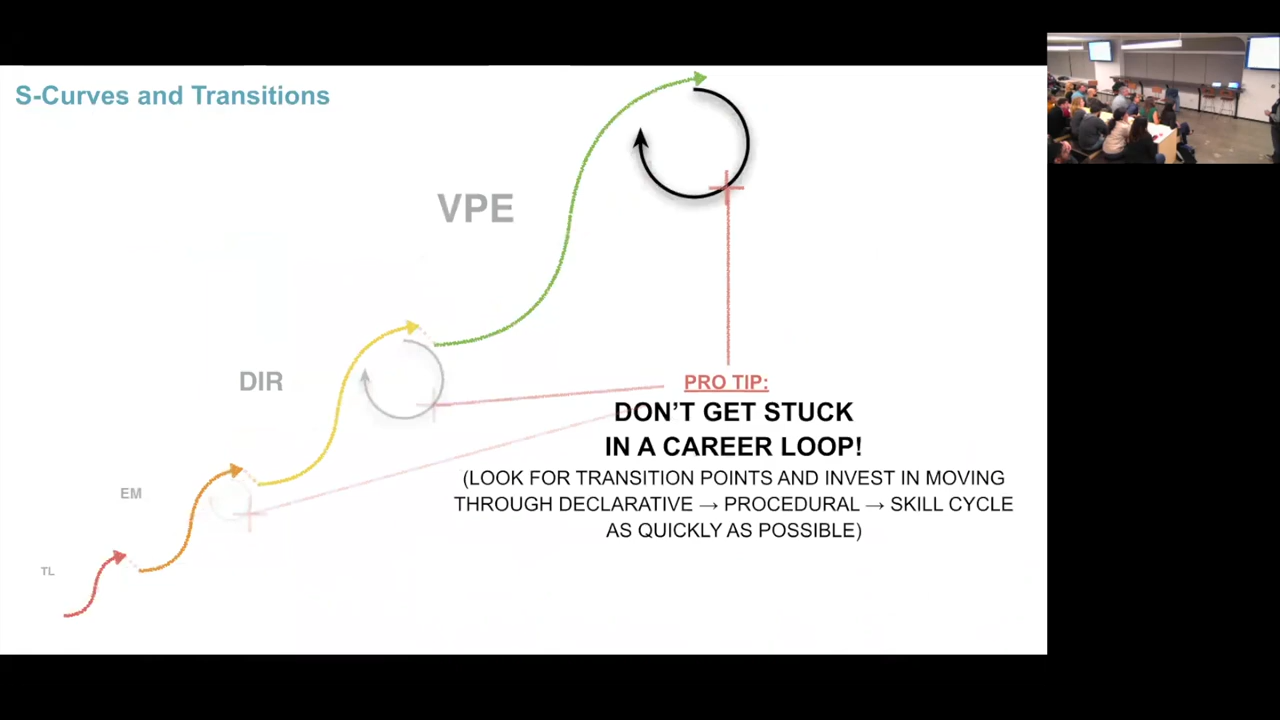 S-Curves and Transitions
VPE
DIR
EM
TL
PRO TIP:
DON’T GET STUCK
IN A CAREER LOOP!
(LOOK FOR TRANSITION POINTS AND INVEST IN MOVING
THROUGH DECLARATIVE → PROCEDURAL → SKILL CYCLE
AS QUICKLY AS POSSIBLE)